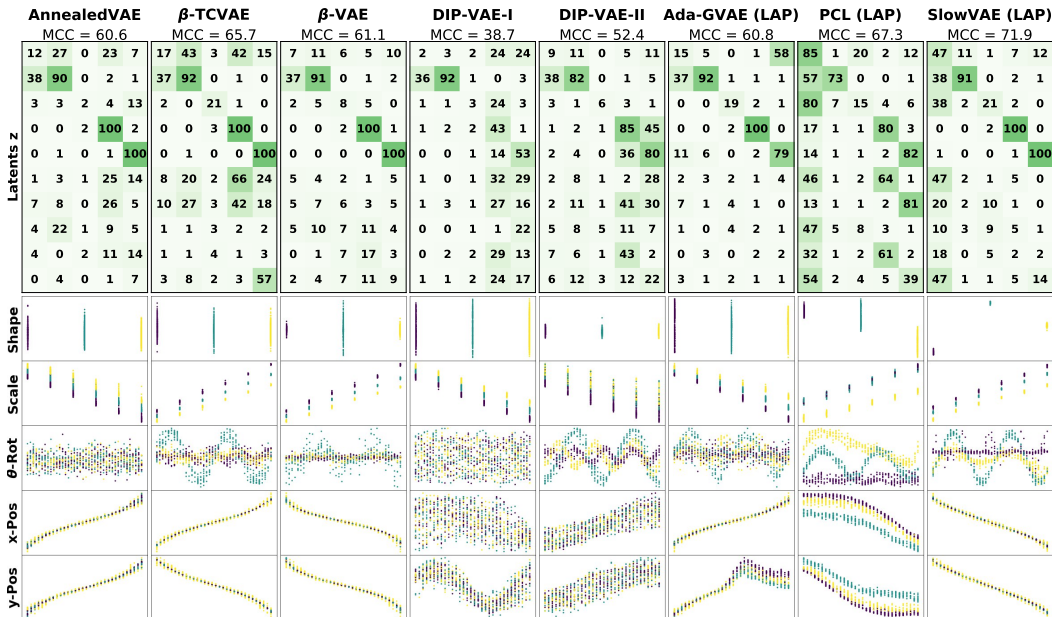 AnnealedVAE β-TCVAE β-VAE DIP-VAE-I DIP-VAE-II Ada-GVAE (LAP) PCL (LAP) SlowVAE (LAP)
MCC = 60.6 MCC = 65.7 MCC = 61.1 MCC = 38.7 MCC = 52.4 MCC = 60.8 MCC = 67.3 MCC = 71.9
Latents z
12 27 0 23 7 17 43 3 42 15 7 11 6 5 10 2 3 1 24 24 9 11 0 5 11 15 5 0 1 58 85 1 20 2 12 47 11 1 7 12
38 90 0 2 1 37 92 0 1 0 37 91 0 1 2 36 92 1 0 3 38 82 0 1 5 37 92 1 0 1 57 73 0 0 1 38 91 0 2 1
3 3 2 4 13 2 2 21 1 0 2 5 8 5 0 1 1 3 24 3 3 1 6 3 1 0 0 19 2 1 80 7 15 4 6 38 2 21 2 0
0 0 2 100 2 0 0 3 100 0 0 0 2 100 1 1 2 2 43 1 1 2 2 85 45 0 0 1 100 0 17 1 1 80 3 0 0 2 100 0
0 1 0 1 100 0 1 0 0 100 0 1 0 0 100 0 0 1 14 53 2 4 0 36 80 11 6 0 2 79 14 1 1 2 82 1 0 0 1 100
1 3 1 25 14 8 20 2 66 24 5 4 2 1 5 0 1 1 32 29 2 8 1 2 28 0 2 2 1 4 46 1 2 64 1 47 2 1 5 0
7 8 0 26 5 10 27 3 42 18 5 7 6 3 5 1 1 3 27 16 2 11 1 41 30 7 1 4 1 0 13 1 1 2 81 20 2 10 1 0
4 22 1 9 5 1 1 3 2 2 5 10 7 11 4 0 0 1 1 22 5 8 5 11 7 1 1 2 1 2 47 5 8 3 1 10 3 9 5 1
4 0 2 11 14 1 1 4 1 3 0 1 7 17 3 0 0 2 29 13 7 6 1 43 2 0 3 0 2 2 32 1 2 61 2 18 0 5 2 2
0 4 0 7 1 3 8 2 3 57 2 4 7 11 9 1 1 2 24 17 6 12 3 12 22 3 1 2 1 1 54 2 1 4 39 47 1 1 5 14
Shape
Scale
θ-Rot
x-Pos
y-Pos